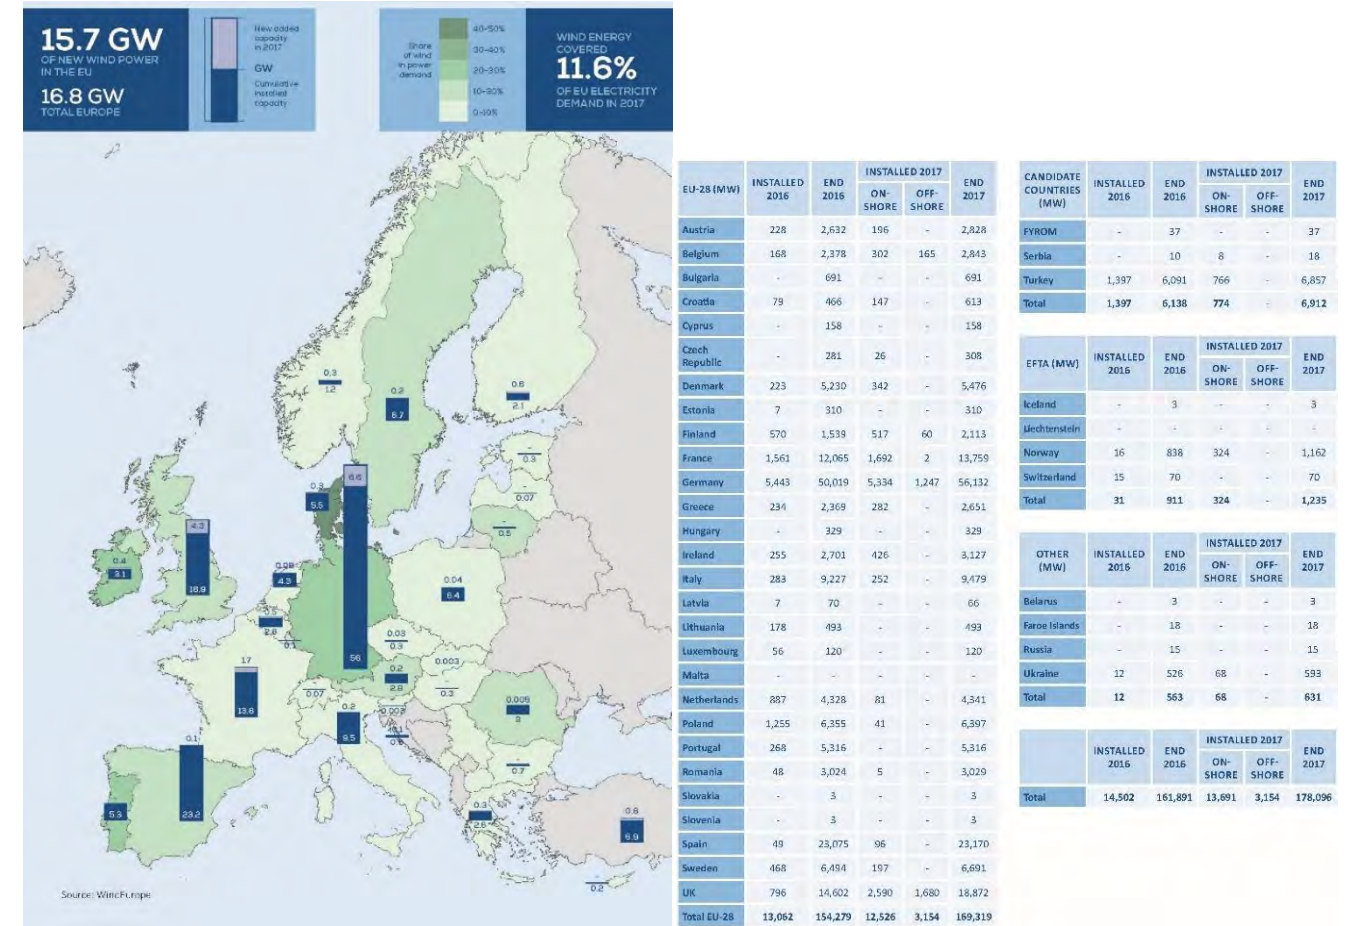 15.7 GW
OF NEW WIND POWER
IN THE EU
16.8 GW
TOTAL EUROPE
New added
capacity
in 2017
GW
Cumulative
installed
capacity
Share
of wind
in power
demand
40-50%
30-40%
20-30%
10-20%
0-10%
WIND ENERGY
COVERED
11.6%
OF EU ELECTRICITY
DEMAND IN 2017
0.3
1.2
0.2
6.7
0.6
2.1
-
0.3
-
0.07
-
0.5
0.3
5.5
6.6
56
4.3
18.9
0.4
3.1
0.08
4.3
0.5
2.8
0.1
0.04
6.4
0.03
0.3
0.003
0.2
2.8
-
0.3
-
0.07
17
13.8
0.2
9.5
0.003
0.005
3
-
0.7
0.1
23.2
5.3
0.3
2.6
0.8
6.9
-
0.2
Source: WindEurope
EU-28 (MW) INSTALLED 2016 END 2016 INSTALLED 2017 ON-SHORE OFF-SHORE END 2017
Austria 228 2,632 196 - 2,828
Belgium 168 2,378 302 165 2,843
Bulgaria - 691 - - 691
Croatia 79 466 147 - 613
Cyprus - 158 - - 158
Czech Republic - 281 26 - 308
Denmark 223 5,230 342 - 5,476
Estonia 7 310 - - 310
Finland 570 1,539 517 60 2,113
France 1,561 12,065 1,692 2 13,759
Germany 5,443 50,019 5,334 1,247 56,132
Greece 234 2,369 282 - 2,651
Hungary - 329 - - 329
Ireland 255 2,701 426 - 3,127
Italy 283 9,227 252 - 9,479
Latvia 7 70 - - 66
Lithuania 178 493 - - 493
Luxembourg 56 120 - - 120
Malta - - - - -
Netherlands 887 4,328 81 - 4,341
Poland 1,255 6,355 41 - 6,397
Portugal 268 5,316 - - 5,316
Romania 48 3,024 5 - 3,029
Slovakia - 3 - - 3
Slovenia - 3 - - 3
Spain 49 23,075 96 - 23,170
Sweden 468 6,494 197 - 6,691
UK 796 14,602 2,590 1,680 18,872
Total EU-28 13,062 154,279 12,526 3,154 169,319
CANDIDATE COUNTRIES (MW) INSTALLED 2016 END 2016 INSTALLED 2017 ON-SHORE OFF-SHORE END 2017
FYROM - 37 - - 37
Serbia - 10 8 - 18
Turkey 1,397 6,091 766 - 6,857
Total 1,397 6,138 774 - 6,912
EFTA (MW) INSTALLED 2016 END 2016 INSTALLED 2017 ON-SHORE OFF-SHORE END 2017
Iceland - 3 - - 3
Liechtenstein - - - - -
Norway 16 838 324 - 1,162
Switzerland 15 70 - - 70
Total 31 911 324 - 1,235
OTHER (MW) INSTALLED 2016 END 2016 INSTALLED 2017 ON-SHORE OFF-SHORE END 2017
Belarus - 3 - - 3
Faroe Islands - 18 - - 18
Russia - 15 - - 15
Ukraine 12 526 68 - 593
Total 12 563 68 - 631
INSTALLED 2016 END 2016 INSTALLED 2017 ON-SHORE OFF-SHORE END 2017
Total 14,502 161,891 13,691 3,154 178,096